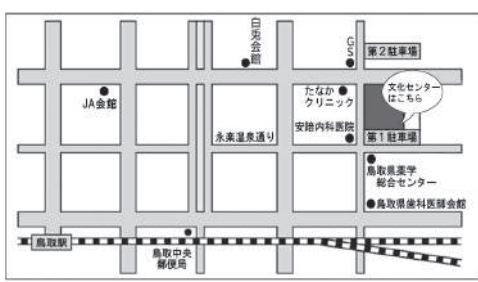 白兎会館
GS
第2駐車場
文化センター
はこちら
JA会館
たなか
クリニック
永楽温泉通り
安陪内科医院
第1駐車場
鳥取県薬学
総合センター
鳥取県歯科医師会館
鳥取駅
鳥取中央
郵便局